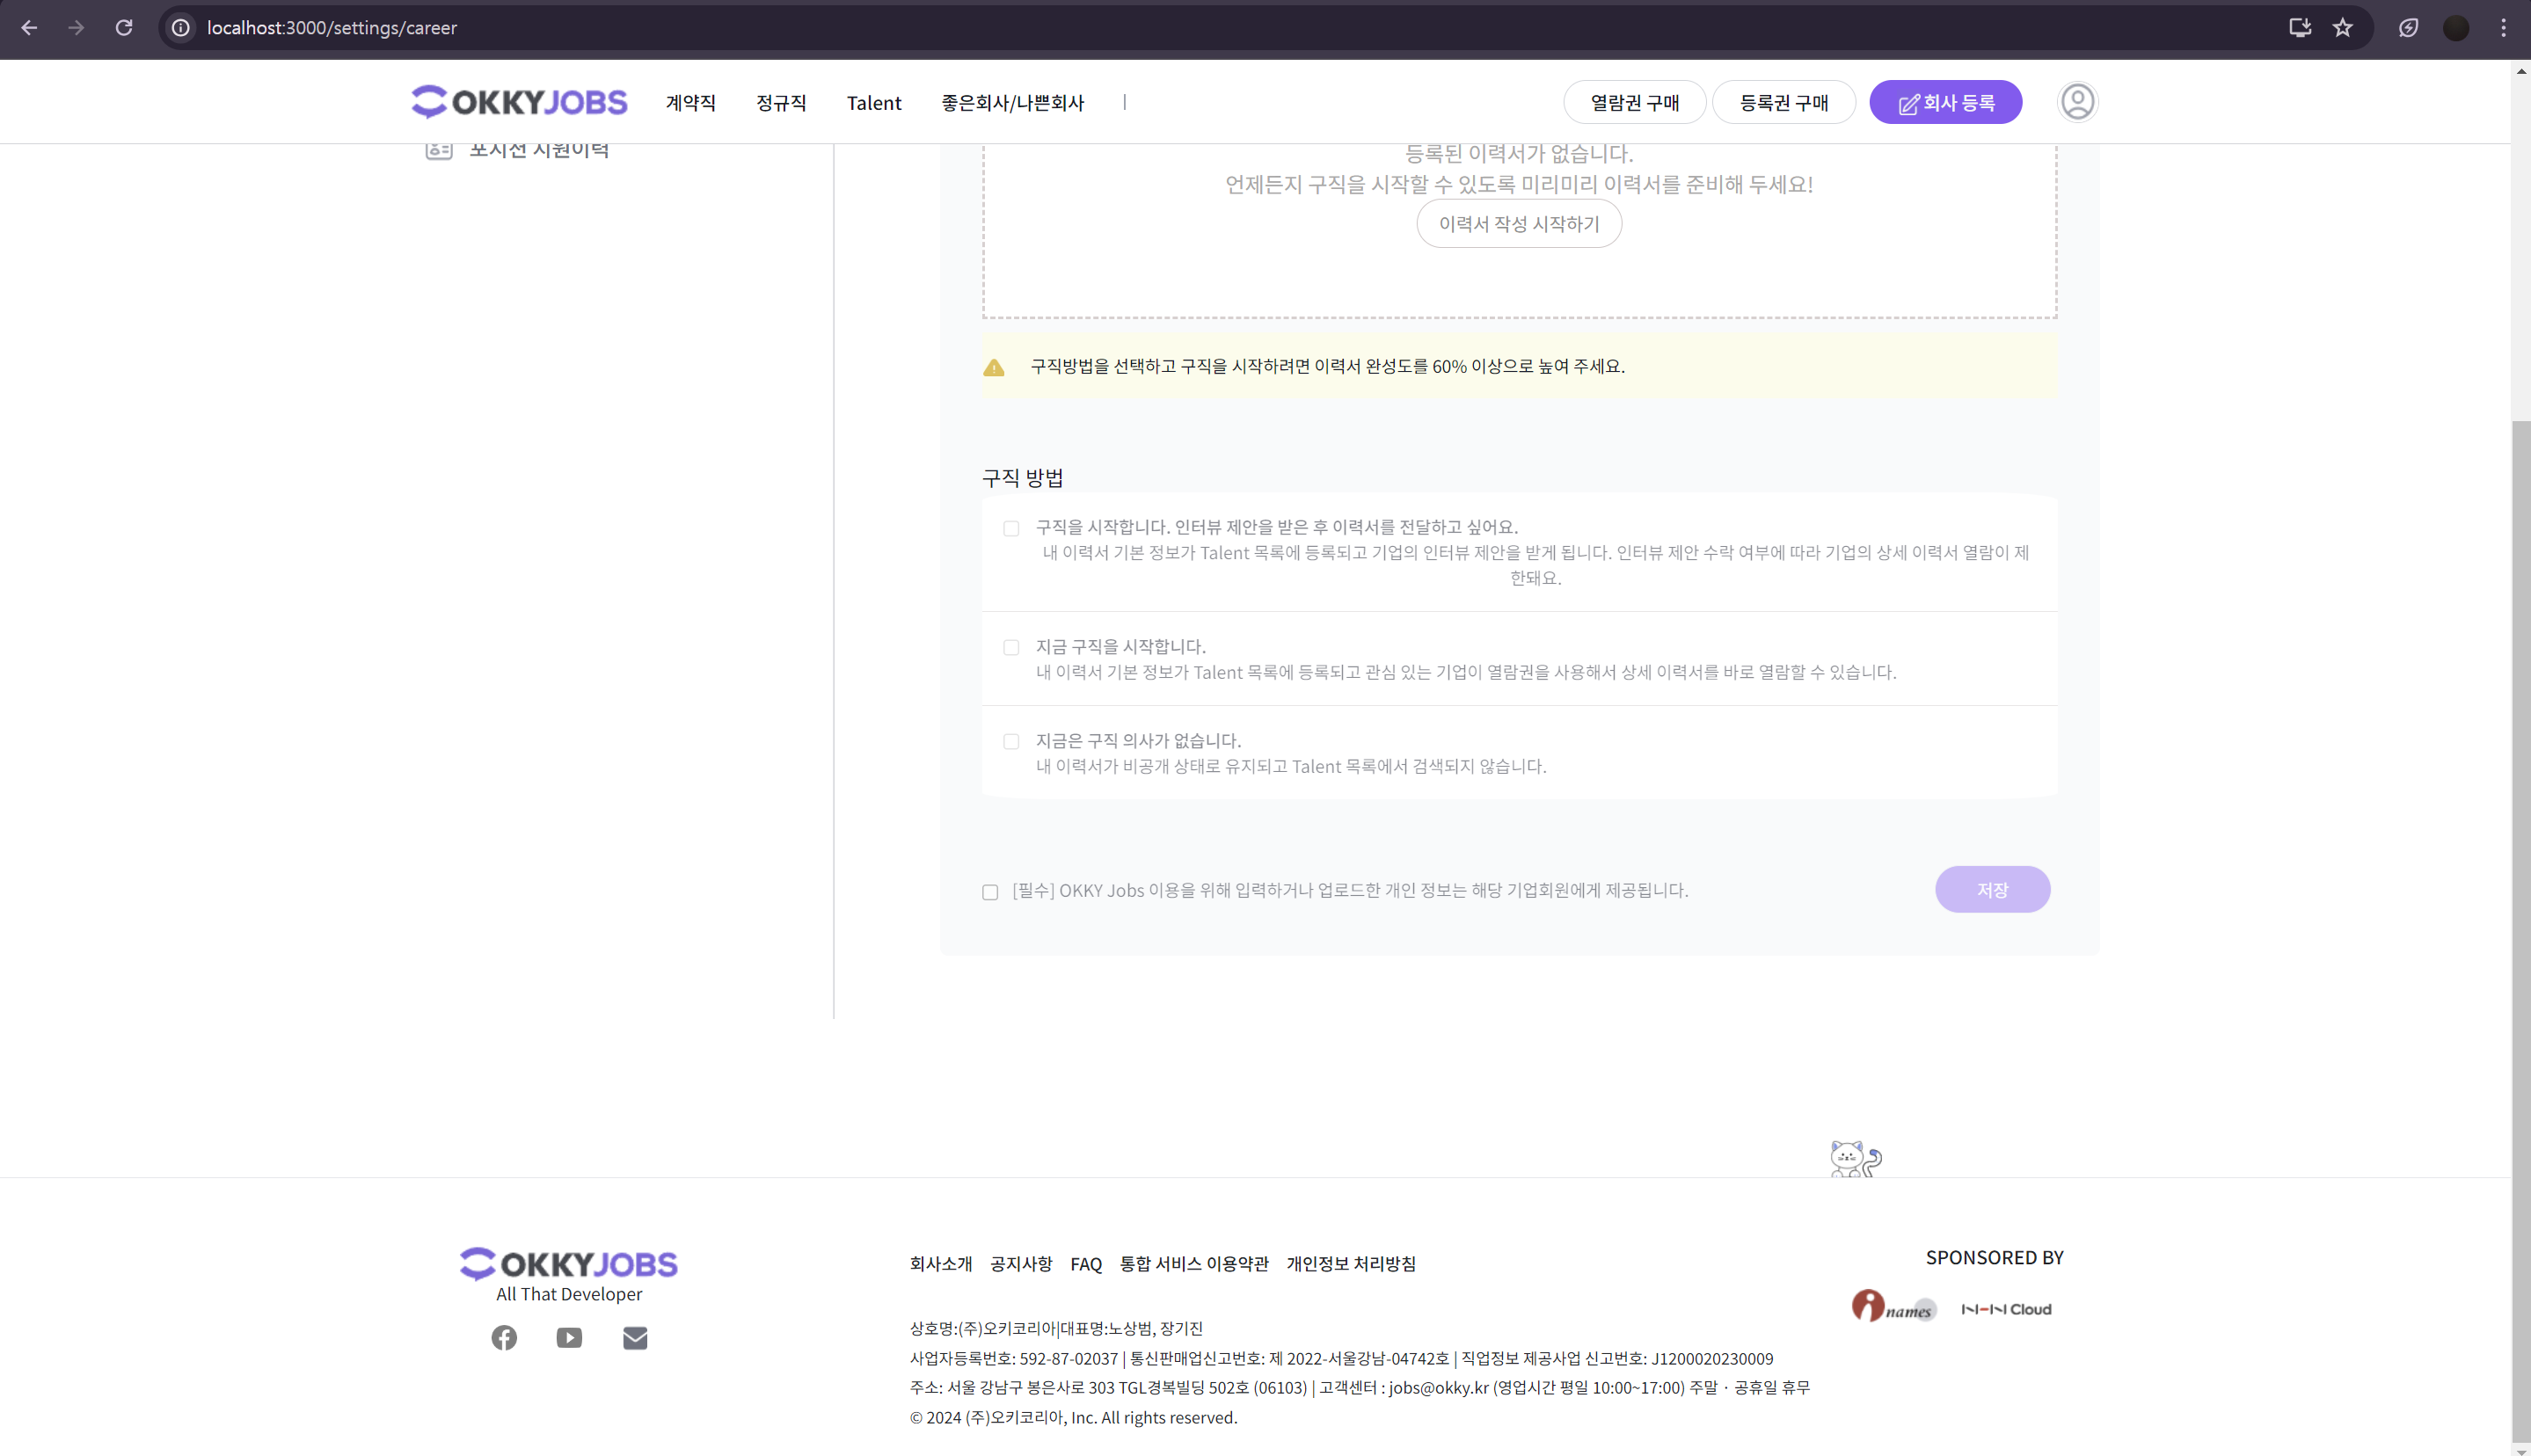 localhost:3000/settings/career
OKKYJOBS
계약직
정규직
Talent
좋은회사/나쁜회사
|
열람권 구매
등록권 구매
회사 등록
포지션 지원이력
등록된 이력서가 없습니다.
언제든지 구직을 시작할 수 있도록 미리미리 이력서를 준비해 두세요!
이력서 작성 시작하기
구직방법을 선택하고 구직을 시작하려면 이력서 완성도를 60% 이상으로 높여 주세요.
구직 방법
구직을 시작합니다. 인터뷰 제안을 받은 후 이력서를 전달하고 싶어요.
내 이력서 기본 정보가 Talent 목록에 등록되고 기업의 인터뷰 제안을 받게 됩니다. 인터뷰 제안 수락 여부에 따라 기업의 상세 이력서 열람이 제
한돼요.
지금 구직을 시작합니다.
내 이력서 기본 정보가 Talent 목록에 등록되고 관심 있는 기업이 열람권을 사용해서 상세 이력서를 바로 열람할 수 있습니다.
지금은 구직 의사가 없습니다.
내 이력서가 비공개 상태로 유지되고 Talent 목록에서 검색되지 않습니다.
[필수] OKKY Jobs 이용을 위해 입력하거나 업로드한 개인 정보는 해당 기업회원에게 제공됩니다.
저장
OKKYJOBS
All That Developer
회사소개 공지사항 FAQ 통합 서비스 이용약관 개인정보 처리방침
상호명:(주)오키코리아|대표명:노상범, 장기진
사업자등록번호: 592-87-02037 | 통신판매업신고번호: 제 2022-서울강남-04742호 | 직업정보 제공사업 신고번호: J1200020230009
주소: 서울 강남구 봉은사로 303 TGL경복빌딩 502호 (06103) | 고객센터 : jobs@okky.kr (영업시간 평일 10:00~17:00) 주말 · 공휴일 휴무
© 2024 (주)오키코리아, Inc. All rights reserved.
SPONSORED BY
inames
NHN Cloud